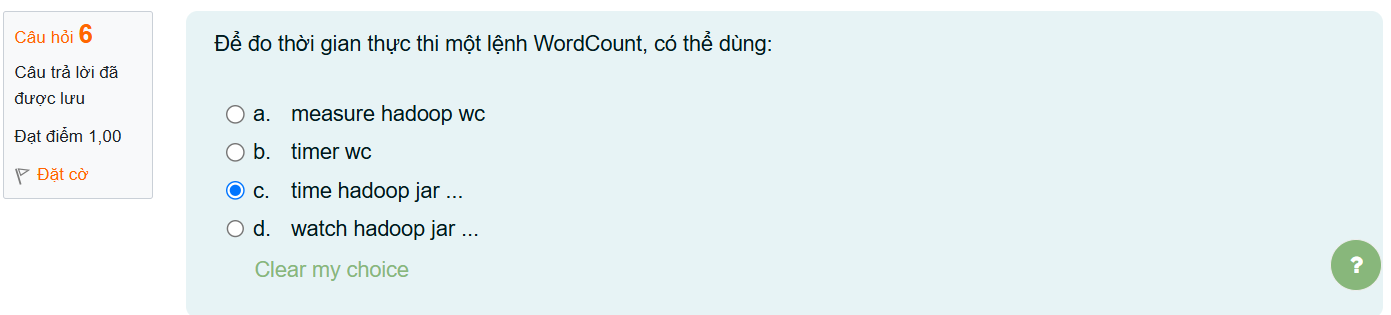 Câu hỏi 6
Câu trả lời đã
được lưu
Đạt điểm 1,00
Đặt cờ
Để đo thời gian thực thi một lệnh WordCount, có thể dùng:
a. measure hadoop wc
b. timer wc
c. time hadoop jar ...
d. watch hadoop jar ...
Clear my choice
?